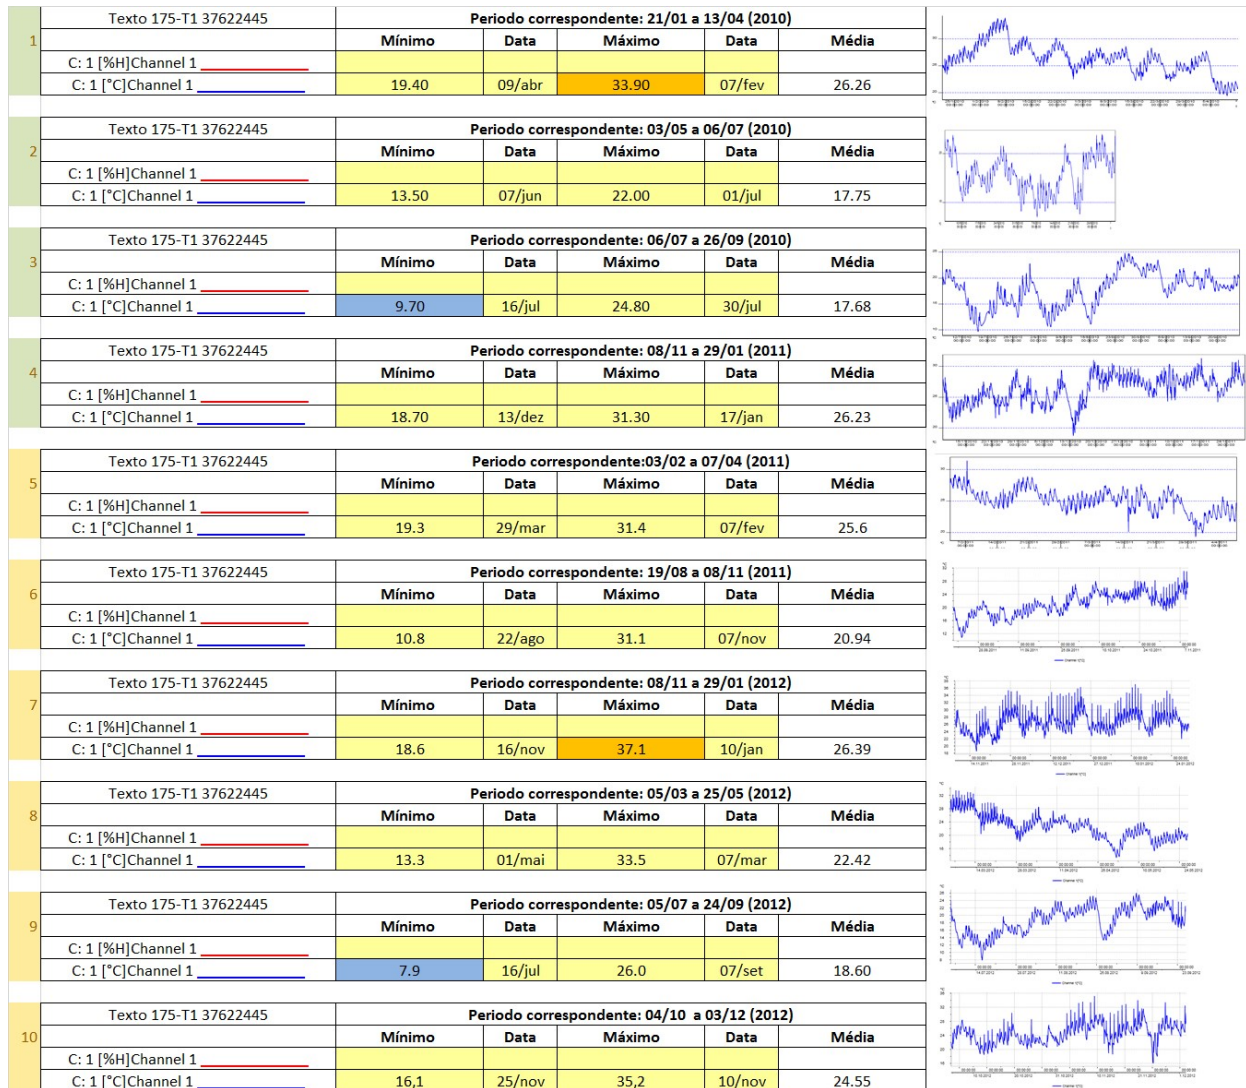 Texto 175-T1 37622445 Periodo correspondente: 21/01 a 13/04 (2010)
1 Mínimo Data Máximo Data Média
C: 1 [%H]Channel 1
C: 1 [°C]Channel 1 19.40 09/abr 33.90 07/fev 26.26
Texto 175-T1 37622445 Periodo correspondente: 03/05 a 06/07 (2010)
2 Mínimo Data Máximo Data Média
C: 1 [%H]Channel 1
C: 1 [°C]Channel 1 13.50 07/jun 22.00 01/jul 17.75
Texto 175-T1 37622445 Periodo correspondente: 06/07 a 26/09 (2010)
3 Mínimo Data Máximo Data Média
C: 1 [%H]Channel 1
C: 1 [°C]Channel 1 9.70 16/jul 24.80 30/jul 17.68
Texto 175-T1 37622445 Periodo correspondente: 08/11 a 29/01 (2011)
4 Mínimo Data Máximo Data Média
C: 1 [%H]Channel 1
C: 1 [°C]Channel 1 18.70 13/dez 31.30 17/jan 26.23
Texto 175-T1 37622445 Periodo correspondente:03/02 a 07/04 (2011)
5 Mínimo Data Máximo Data Média
C: 1 [%H]Channel 1
C: 1 [°C]Channel 1 19.3 29/mar 31.4 07/fev 25.6
Texto 175-T1 37622445 Periodo correspondente: 19/08 a 08/11 (2011)
6 Mínimo Data Máximo Data Média
C: 1 [%H]Channel 1
C: 1 [°C]Channel 1 10.8 22/ago 31.1 07/nov 20.94
Texto 175-T1 37622445 Periodo correspondente: 08/11 a 29/01 (2012)
7 Mínimo Data Máximo Data Média
C: 1 [%H]Channel 1
C: 1 [°C]Channel 1 18.6 16/nov 37.1 10/jan 26.39
Texto 175-T1 37622445 Periodo correspondente: 05/03 a 25/05 (2012)
8 Mínimo Data Máximo Data Média
C: 1 [%H]Channel 1
C: 1 [°C]Channel 1 13.3 01/mai 33.5 07/mar 22.42
Texto 175-T1 37622445 Periodo correspondente: 05/07 a 24/09 (2012)
9 Mínimo Data Máximo Data Média
C: 1 [%H]Channel 1
C: 1 [°C]Channel 1 7.9 16/jul 26.0 07/set 18.60
Texto 175-T1 37622445 Periodo correspondente: 04/10 a 03/12 (2012)
10 Mínimo Data Máximo Data Média
C: 1 [%H]Channel 1
C: 1 [°C]Channel 1 16,1 25/nov 35,2 10/nov 24.55